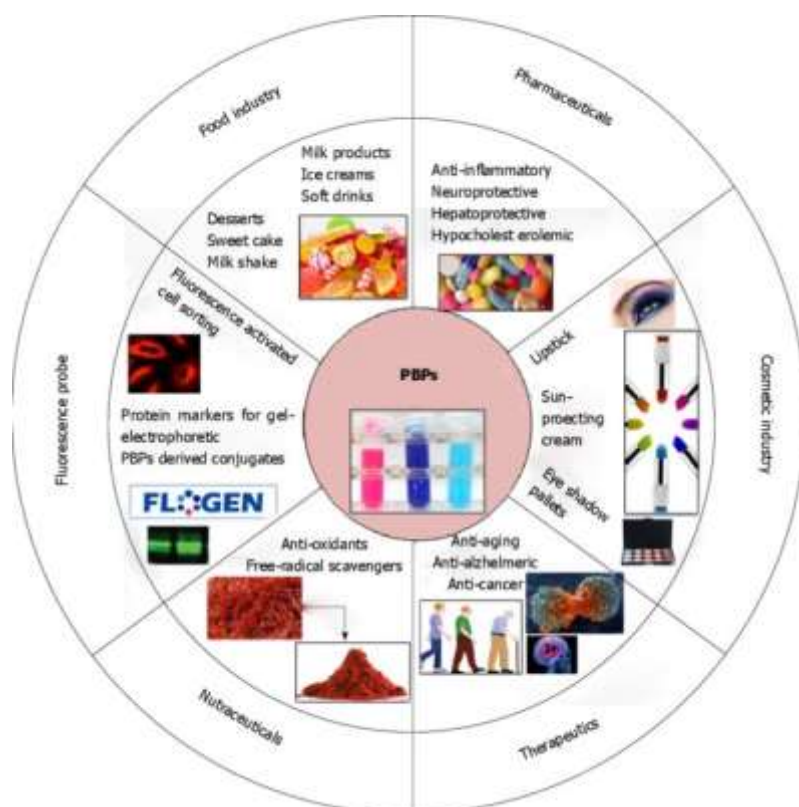 Food industry
Pharmaceuticals
Milk products
Ice creams
Soft drinks
Desserts
Sweet cake
Milk shake
Anti-inflammatory
Neuroprotective
Hepatoprotective
Hypocholest erolemic
Fluorescence activated
cell sorting
Lipstick
PBPs
Sun-
proecting
cream
Cosmetic industry
Fluorescence probe
Protein markers for gel-
electrophoretic
PBPs derived conjugates
FLOGEN
Eye shadow
pallets
Anti-oxidants
Free-radical scavengers
Anti-aging
Anti-alzhelmeric
Anti-cancer
Nutraceuticals
Therapeutics